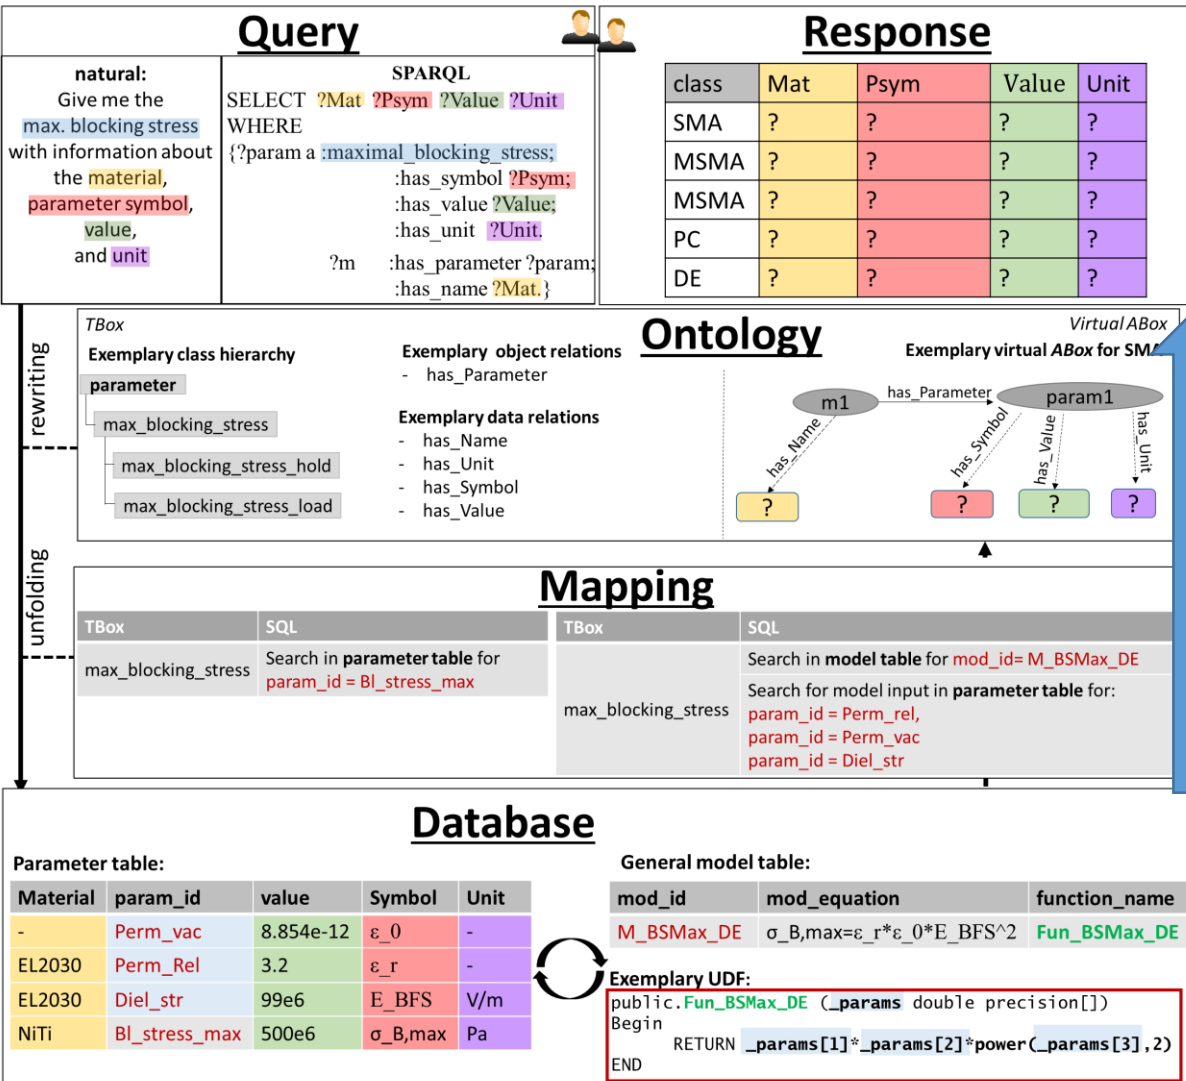 Query
natural:
Give me the
max. blocking stress
with information about
the material,
parameter symbol,
value,
and unit
SPARQL
SELECT ?Mat ?Psym ?Value ?Unit
WHERE
{?param a :maximal_blocking_stress;
:has_symbol ?Psym;
:has_value ?Value;
:has_unit ?Unit.
?m :has_parameter ?param;
:has_name ?Mat.}
Response
class Mat Psym Value Unit
SMA ? ? ? ?
MSMA ? ? ? ?
MSMA ? ? ? ?
PC ? ? ? ?
DE ? ? ? ?
rewriting
unfolding
TBox
Ontology
Virtual ABox
Exemplary class hierarchy
parameter
max_blocking_stress
max_blocking_stress_hold
max_blocking_stress_load
Exemplary object relations
- has_Parameter
Exemplary data relations
- has_Name
- has_Unit
- has_Symbol
- has_Value
Exemplary virtual ABox for SMA
m1
has_Parameter
param1
has_Name
has_Symbol
has_Value
has_Unit
? ? ? ?
Mapping
TBox SQL
max_blocking_stress
Search in parameter table for
param_id = Bl_stress_max
TBox SQL
max_blocking_stress
Search in model table for mod_id= M_BSMax_DE
Search for model input in parameter table for:
param_id = Perm_rel,
param_id = Perm_vac
param_id = Diel_str
Database
Parameter table:
Material param_id value Symbol Unit
- Perm_vac 8.854e-12 ε_0 -
EL2030 Perm_Rel 3.2 ε_r -
EL2030 Diel_str 99e6 E_BFS V/m
NiTi Bl_stress_max 500e6 σ_B,max Pa
General model table:
mod_id mod_equation function_name
M_BSMax_DE σ_B,max=ε_r*ε_0*E_BFS^2 Fun_BSMax_DE
Exemplary UDF:
public.Fun_BSMax_DE (_params double precision[])
Begin
RETURN _params[1]*_params[2]*power(_params[3],2)
END